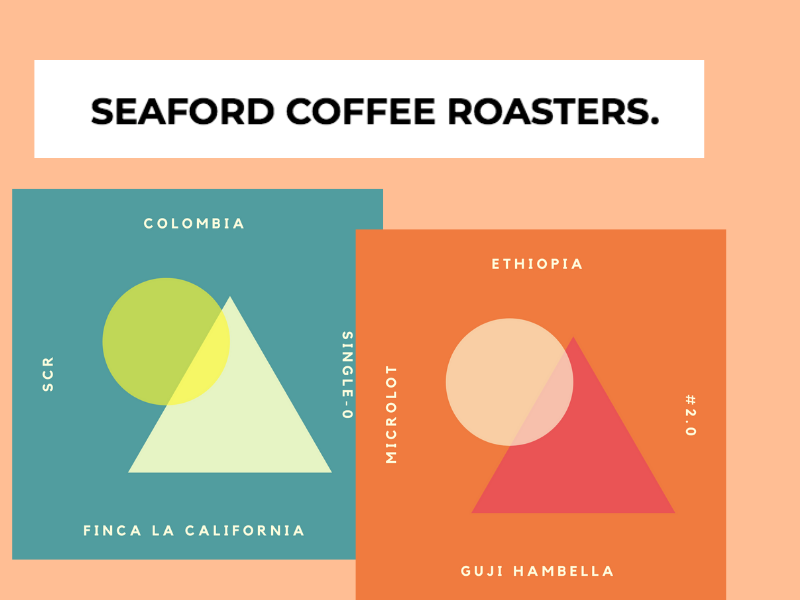 SEAFORD COFFEE ROASTERS.
COLOMBIA
SCR
SINGLE-O
FINCA LA CALIFORNIA
ETHIOPIA
MICROLOT
#2.0
GUJI HAMBELLA